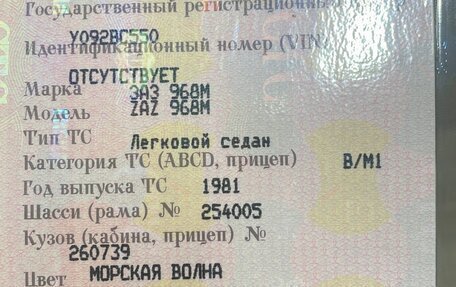 Государственный регистрационный
У092ВС550
Идентификационный номер (VIN)
ОТСУТСТВУЕТ
Марка ЗАЗ 968М
Модель ZAZ 968M
Тип ТС Легковой седан
Категория ТС (ABCD, прицеп) B/M1
Год выпуска ТС 1981
Шасси (рама) № 254005
Кузов (кабина, прицеп) №
260739
Цвет МОРСКАЯ ВОЛНА